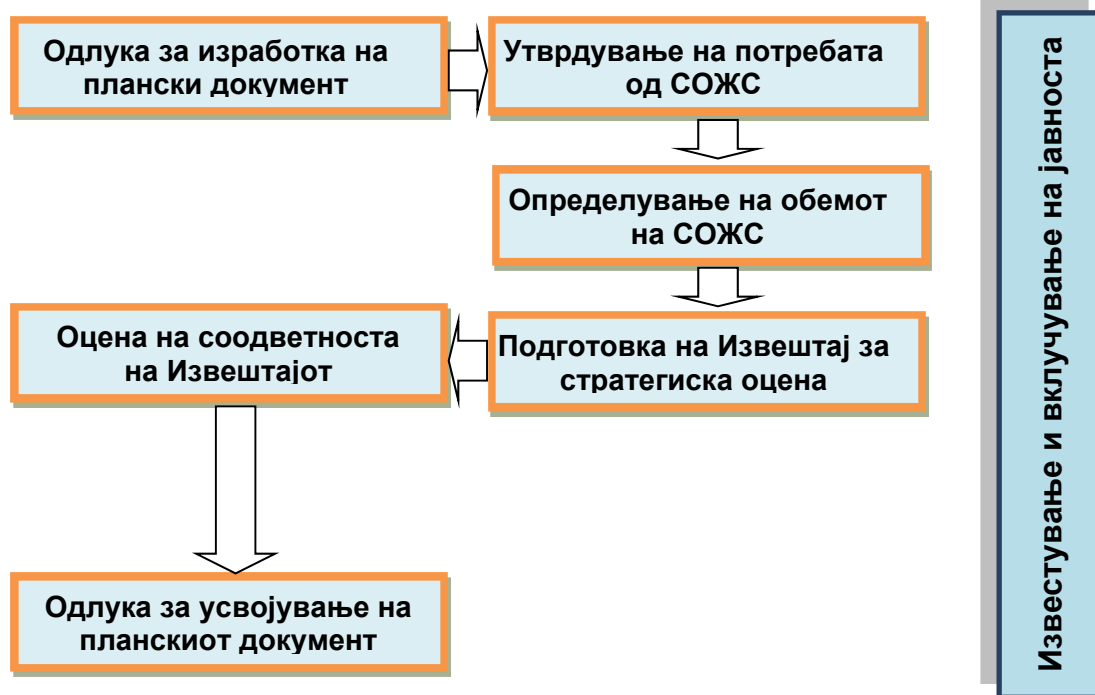 Одлука за изработка на
плански документ
Утврдување на потребата
од СОЖС
Определување на обемот
на СОЖС
Подготовка на Извештај за
стратегиска оцена
Оцена на соодветноста
на Извештајот
Одлука за усвојување на
планскиот документ
Известување и вклучување на јавноста